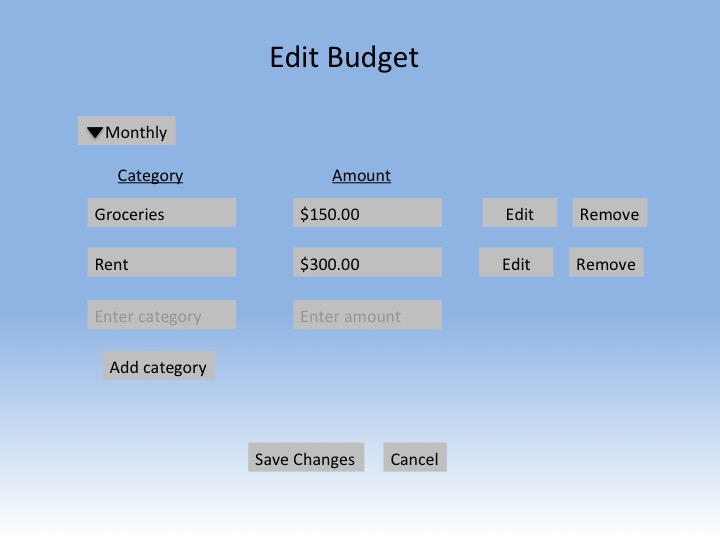 Edit Budget
Monthly
Category Amount
Groceries $150.00 Edit Remove
Rent $300.00 Edit Remove
Enter category Enter amount
Add category
Save Changes Cancel